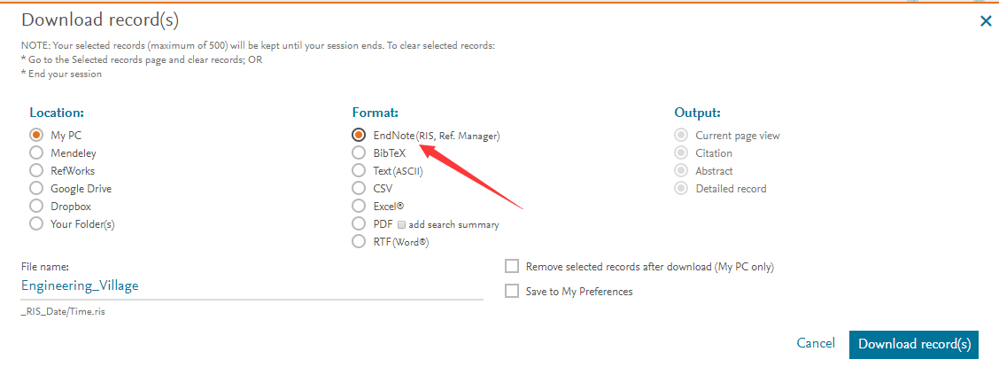 Download record(s)
NOTE: Your selected records (maximum of 500) will be kept until your session ends. To clear selected records:
* Go to the Selected records page and clear records; OR
* End your session
Location:
My PC
Mendeley
RefWorks
Google Drive
Dropbox
Your Folder(s)
Format:
EndNote (RIS, Ref. Manager)
BibTeX
Text (ASCII)
CSV
Excel®
PDF add search summary
RTF (Word®)
Output:
Current page view
Citation
Abstract
Detailed record
File name:
Engineering_Village
_RIS_Date/Time.ris
Remove selected records after download (My PC only)
Save to My Preferences
Cancel
Download record(s)